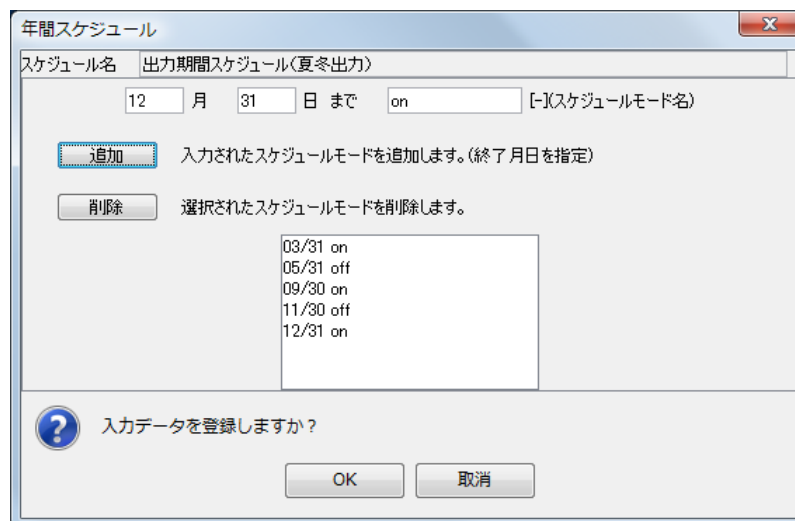 年間スケジュール
スケジュール名 出力期間スケジュール(夏冬出力)
12 月 31 日 まで on [-](スケジュールモード名)
追加 入力されたスケジュールモードを追加します。(終了月日を指定)
削除 選択されたスケジュールモードを削除します。
03/31 on
05/31 off
09/30 on
11/30 off
12/31 on
入力データを登録しますか？
OK 取消